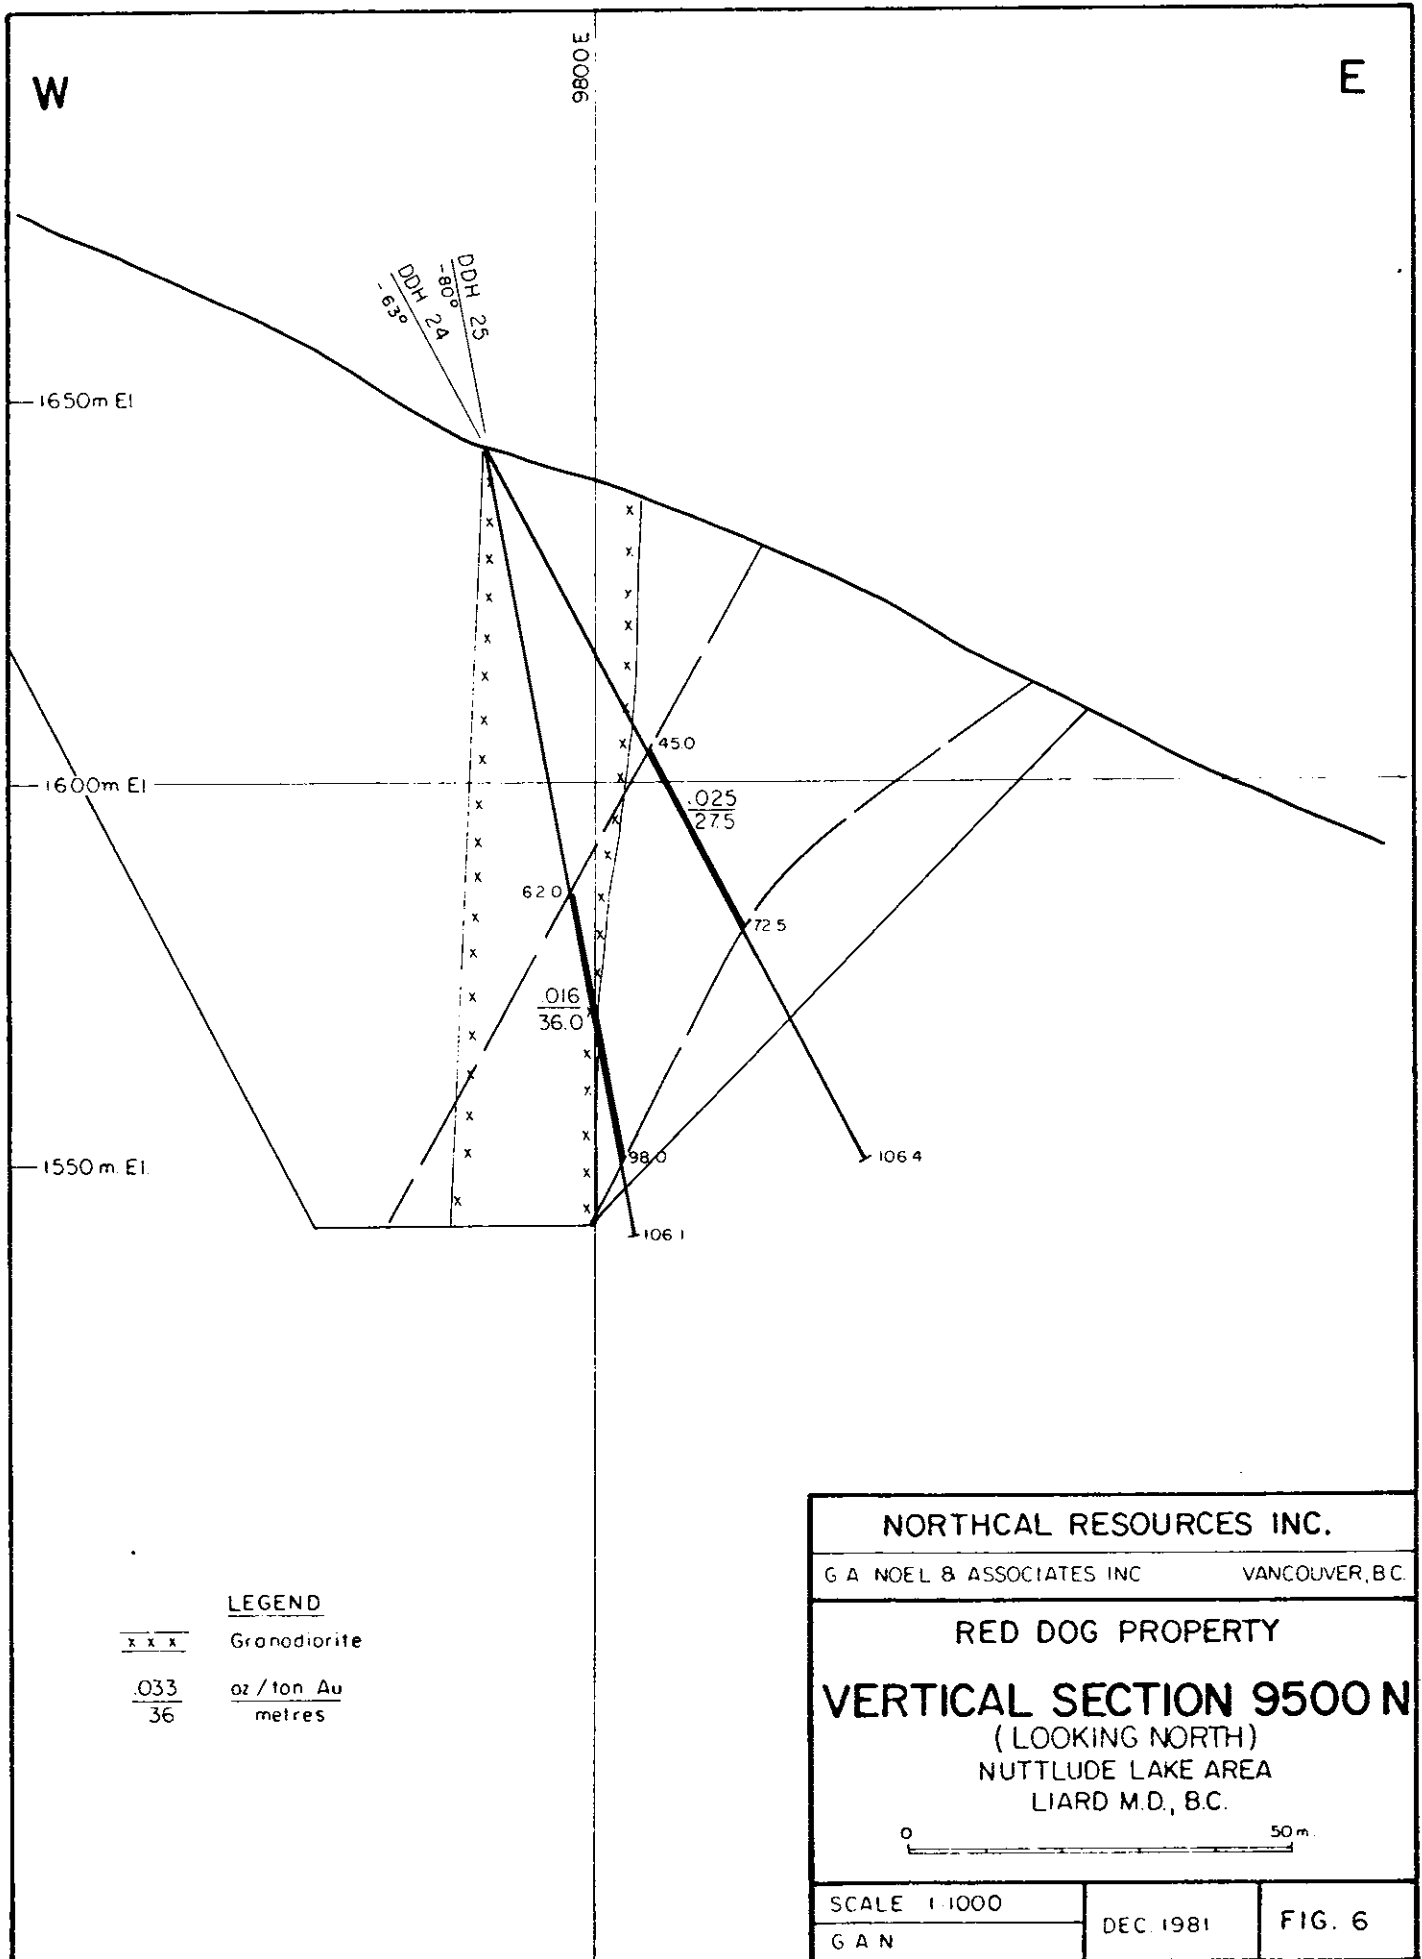 W
9800E
E
DDH 25
-80°
DDH 24
-63°
1650m El
45.0
1600m El
.025
27.5
62.0
72.5
.016
36.0
1550m. El.
98.0
106.4
106.1
NORTHCAL RESOURCES INC.
G A NOEL & ASSOCIATES INC VANCOUVER, B.C.
LEGEND
x x x Granodiorite
.033 oz / ton Au
36 metres
RED DOG PROPERTY
VERTICAL SECTION 9500 N
( LOOKING NORTH )
NUTTLUDE LAKE AREA
LIARD M.D., B.C.
0 50 m.
SCALE 1:1000
G A N
DEC. 1981
FIG. 6